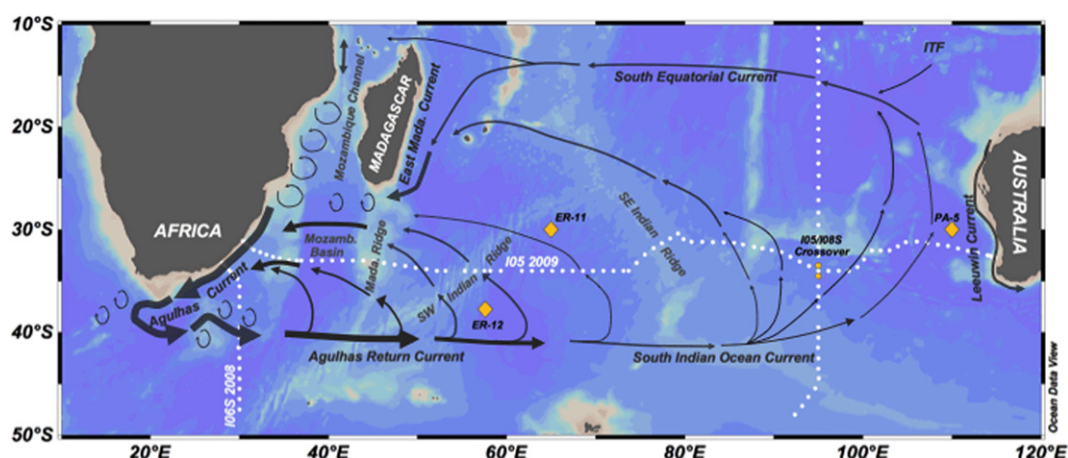 10°S
20°S
30°S
40°S
50°S
20°E
40°E
60°E
80°E
100°E
120°E
AFRICA
MADAGASCAR
AUSTRALIA
Mozambique Channel
East Mada. Current
South Equatorial Current
ITF
Mozamb.
Basin
Mada. Ridge
SW Indian Ridge
SE Indian Ridge
ER-11
ER-12
PA-5
I05 2009
I05/I08S
Crossover
Leeuwin Current
Agulhas Current
Agulhas Return Current
South Indian Ocean Current
I06S 2008
Ocean Data View